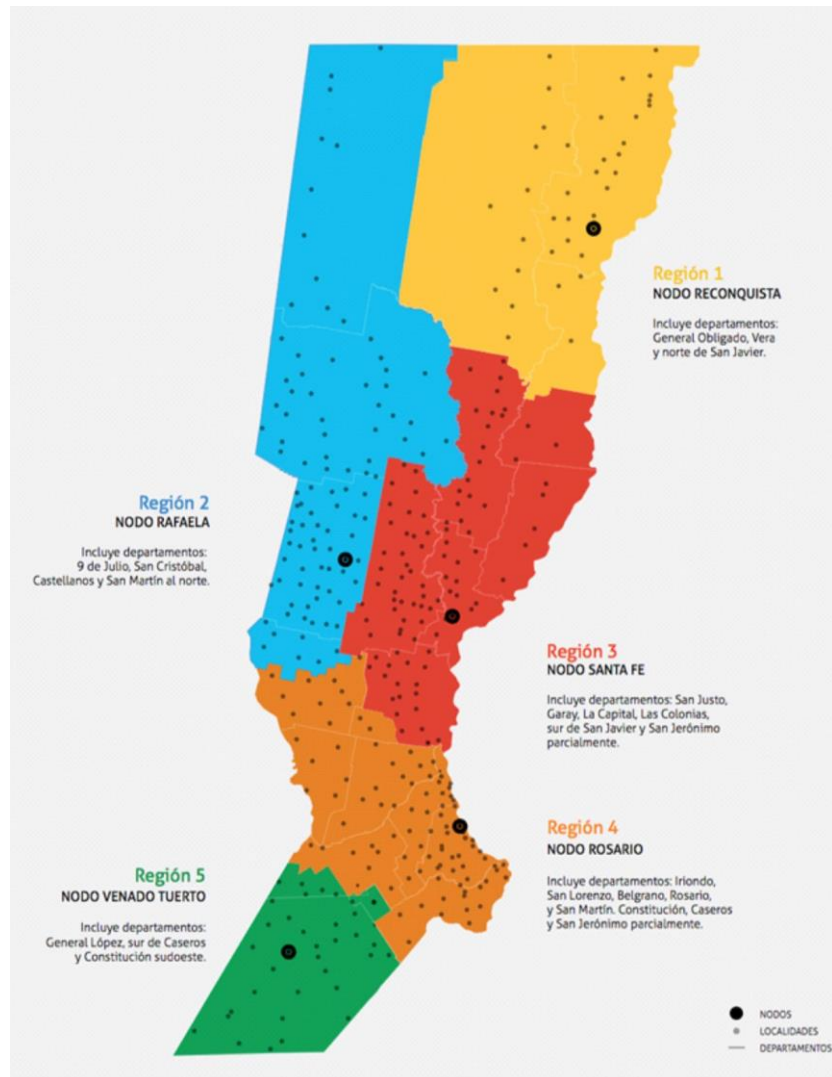 Región 1
NODO RECONQUISTA
Incluye departamentos:
General Obligado, Vera
y norte de San Javier.
Región 2
NODO RAFAELA
Incluye departamentos:
9 de Julio, San Cristóbal,
Castellanos y San Martín al norte.
Región 3
NODO SANTA FE
Incluye departamentos: San Justo,
Garay, La Capital, Las Colonias,
sur de San Javier y San Jerónimo
parcialmente.
Región 4
NODO ROSARIO
Incluye departamentos: Iriondo,
San Lorenzo, Belgrano, Rosario,
y San Martín. Constitución, Caseros
y San Jerónimo parcialmente.
Región 5
NODO VENADO TUERTO
Incluye departamentos:
General López, sur de Caseros
y Constitución sudoeste.
NODOS
LOCALIDADES
DEPARTAMENTOS